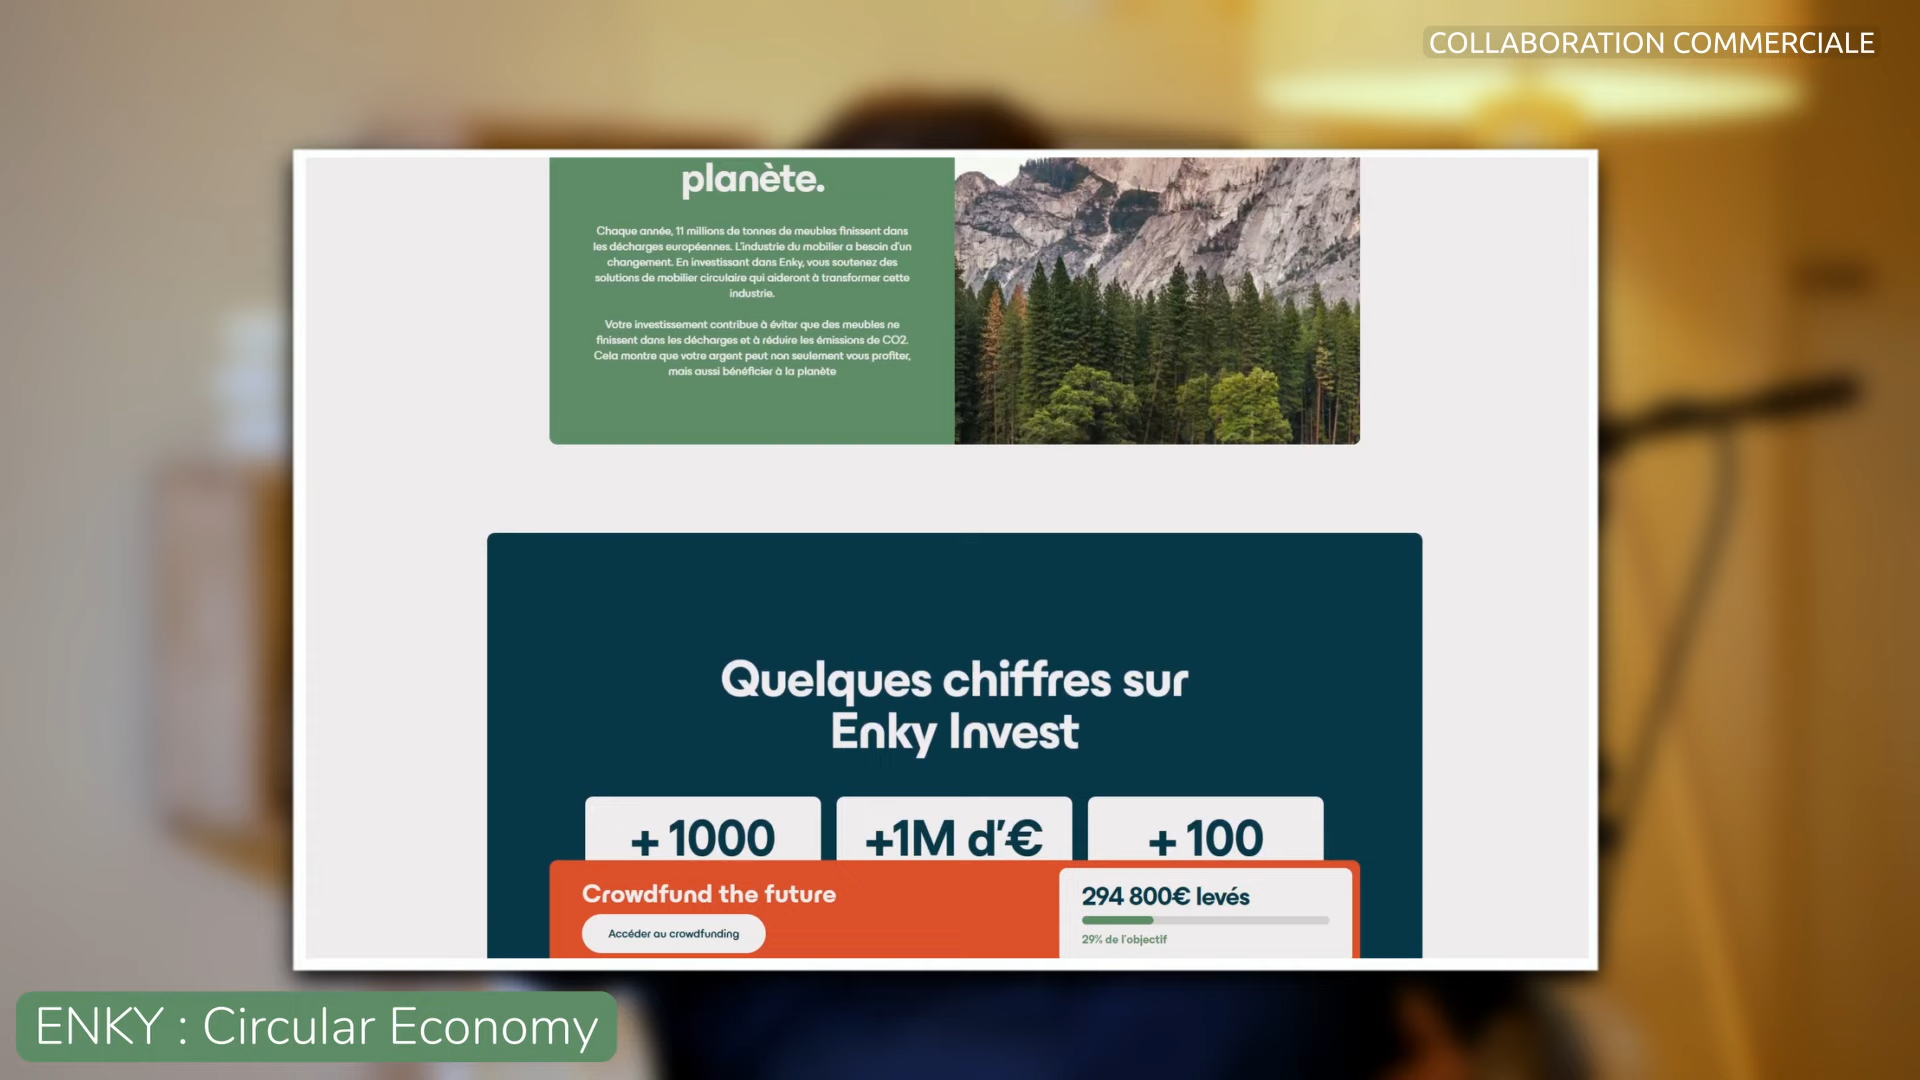 COLLABORATION COMMERCIALE
planète.
Chaque année, 11 millions de tonnes de meubles finissent dans
les décharges européennes. L'industrie du mobilier a besoin d'un
changement. En investissant dans Enky, vous soutenez des
solutions de mobilier circulaire qui aideront à transformer cette
industrie.
Votre investissement contribue à éviter que des meubles ne
finissent dans les décharges et à réduire les émissions de CO2.
Cela montre que votre argent peut non seulement vous profiter,
mais aussi bénéficier à la planète
Quelques chiffres sur
Enky Invest
+ 1000
+1M d'€
+ 100
Crowdfund the future
Accéder au crowdfunding
294 800€ levés
29% de l'objectif
ENKY : Circular Economy